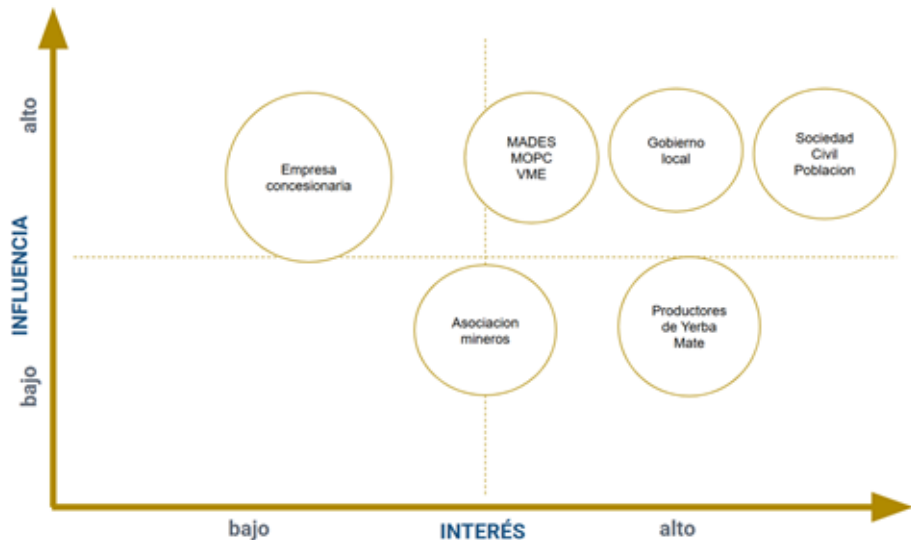 alto
INFLUENCIA
bajo
Empresa
concesionaria
MADES
MOPC
VME
Gobierno
local
Sociedad
Civil
Poblacion
Asociacion
mineros
Productores
de Yerba
Mate
bajo
INTERÉS
alto